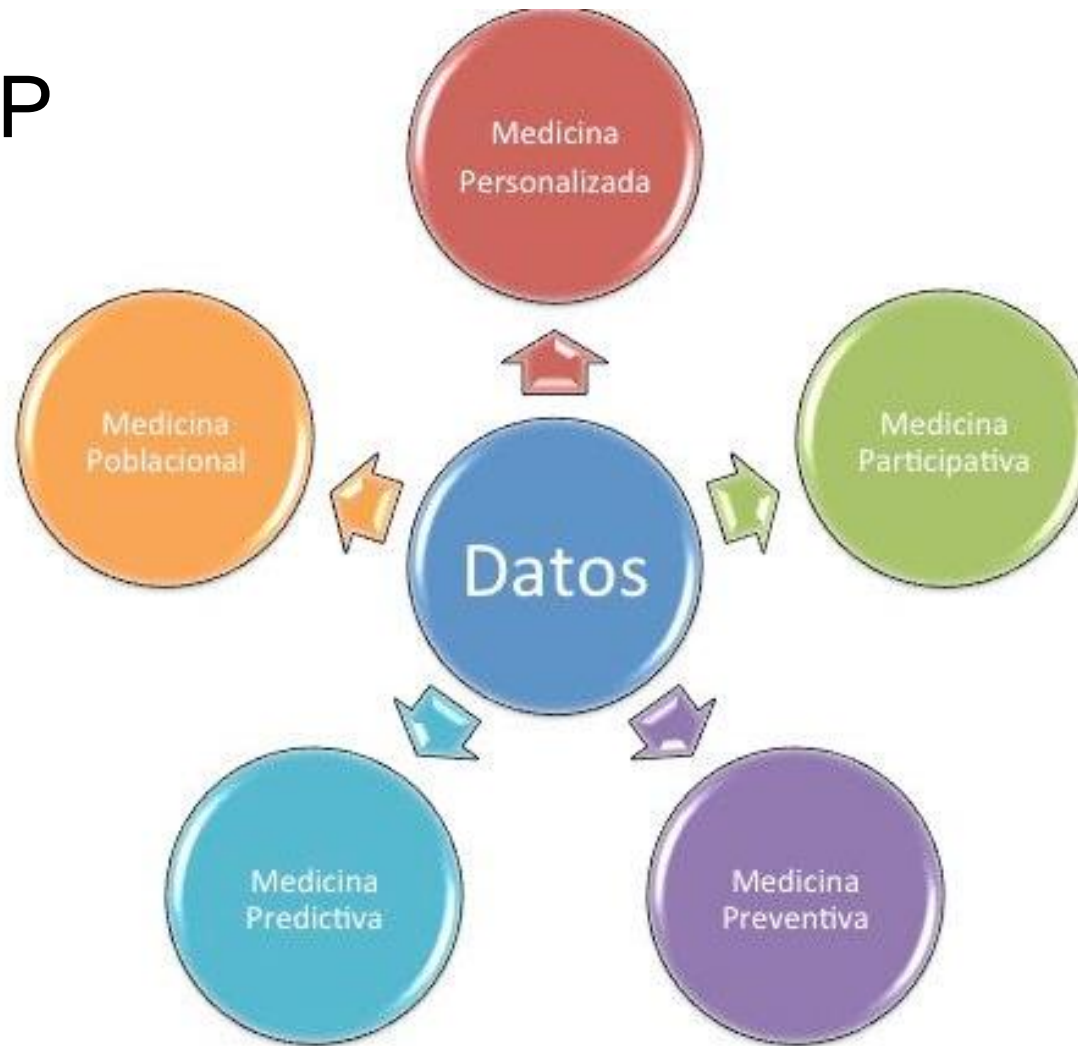 P
Medicina
Personalizada
Medicina
Poblacional
Medicina
Participativa
Datos
Medicina
Predictiva
Medicina
Preventiva